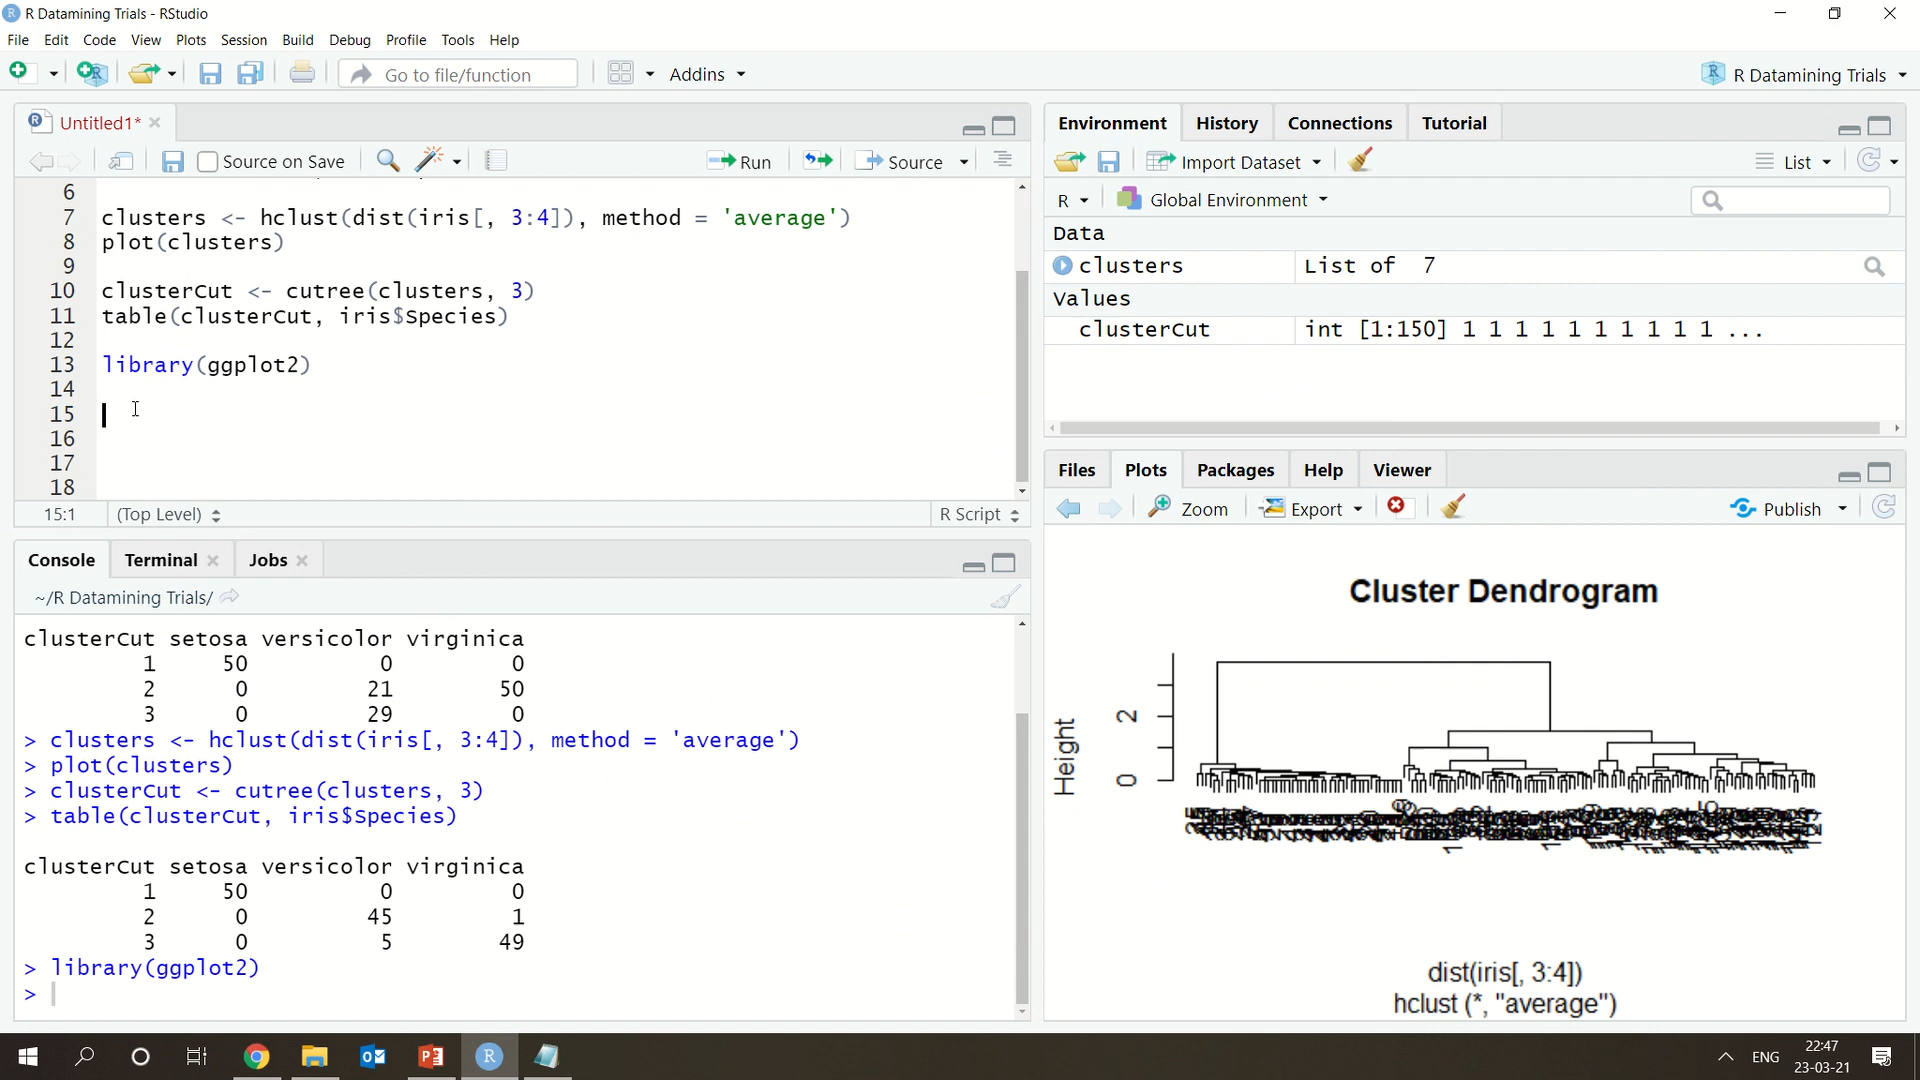 R Datamining Trials - RStudio
File Edit Code View Plots Session Build Debug Profile Tools Help
Go to file/function Addins R Datamining Trials
Untitled1*
Source on Save Run Source
6
7 clusters <- hclust(dist(iris[, 3:4]), method = 'average')
8 plot(clusters)
9
10 clusterCut <- cutree(clusters, 3)
11 table(clusterCut, iris$Species)
12
13 library(ggplot2)
14
15
16
17
18
15:1 (Top Level) R Script
Console Terminal Jobs
~/R Datamining Trials/
clusterCut setosa versicolor virginica
1 50 0 0
2 0 21 50
3 0 29 0
> clusters <- hclust(dist(iris[, 3:4]), method = 'average')
> plot(clusters)
> clusterCut <- cutree(clusters, 3)
> table(clusterCut, iris$Species)
clusterCut setosa versicolor virginica
1 50 0 0
2 0 45 1
3 0 5 49
> library(ggplot2)
>
Environment History Connections Tutorial
Import Dataset List
R Global Environment
Data
clusters List of 7
Values
clusterCut int [1:150] 1 1 1 1 1 1 1 1 1 1 ...
Files Plots Packages Help Viewer
Zoom Export Publish
Cluster Dendrogram
Height
2
0
dist(iris[, 3:4])
hclust (*, "average")
ENG
22:47
23-03-21